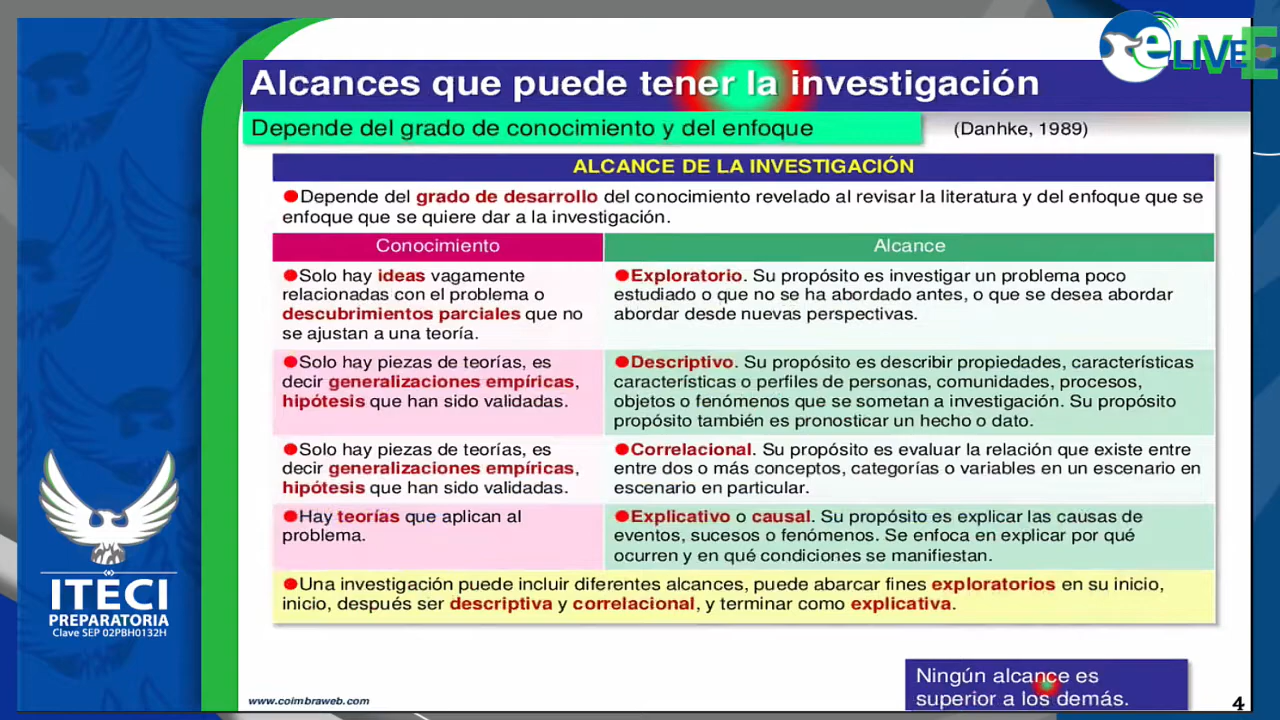 eLIVE
Alcances que puede tener la investigación
Depende del grado de conocimiento y del enfoque
(Danhke, 1989)
ALCANCE DE LA INVESTIGACIÓN
Depende del grado de desarrollo del conocimiento revelado al revisar la literatura y del enfoque que se
enfoque que se quiere dar a la investigación.
Conocimiento
Alcance
Solo hay ideas vagamente
relacionadas con el problema o
descubrimientos parciales que no
se ajustan a una teoría.
Exploratorio. Su propósito es investigar un problema poco
estudiado o que no se ha abordado antes, o que se desea abordar
abordar desde nuevas perspectivas.
Solo hay piezas de teorías, es
decir generalizaciones empíricas,
hipótesis que han sido validadas.
Descriptivo. Su propósito es describir propiedades, características
características o perfiles de personas, comunidades, procesos,
objetos o fenómenos que se sometan a investigación. Su propósito
propósito también es pronosticar un hecho o dato.
Solo hay piezas de teorías, es
decir generalizaciones empíricas,
hipótesis que han sido validadas.
Correlacional. Su propósito es evaluar la relación que existe entre
entre dos o más conceptos, categorías o variables en un escenario en
escenario en particular.
Hay teorías que aplican al
problema.
Explicativo o causal. Su propósito es explicar las causas de
eventos, sucesos o fenómenos. Se enfoca en explicar por qué
ocurren y en qué condiciones se manifiestan.
Una investigación puede incluir diferentes alcances, puede abarcar fines exploratorios en su inicio,
inicio, después ser descriptiva y correlacional, y terminar como explicativa.
ITECI
PREPARATORIA
Clave SEP 02PBH0132H
Ningún alcance es
superior a los demás.
www.coimbraweb.com
4